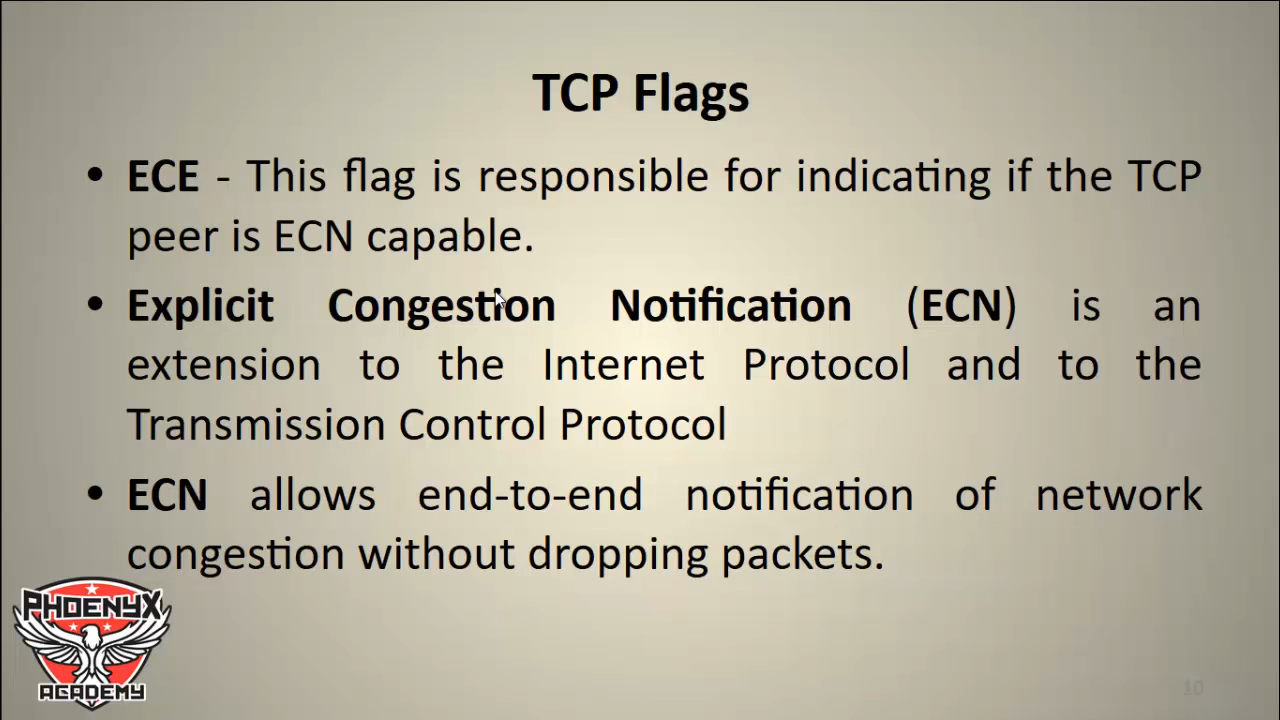 TCP Flags
• ECE - This flag is responsible for indicating if the TCP
peer is ECN capable.
• Explicit Congestion Notification (ECN) is an
extension to the Internet Protocol and to the
Transmission Control Protocol
• ECN allows end-to-end notification of network
congestion without dropping packets.
PHOENYX
ACADEMY
10